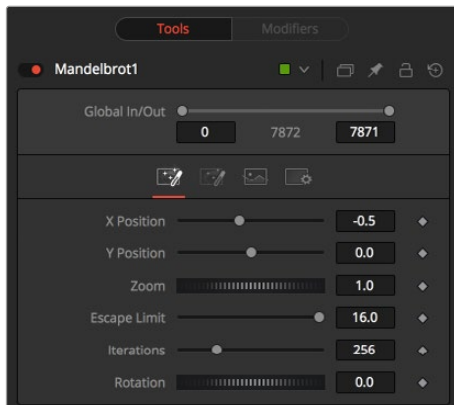 Tools Modifiers
Mandelbrot1
Global In/Out
0 7872 7871
X Position -0.5
Y Position 0.0
Zoom 1.0
Escape Limit 16.0
Iterations 256
Rotation 0.0